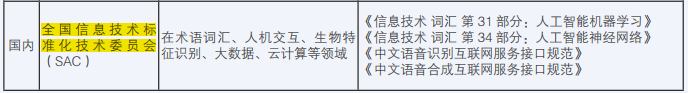 国内
全国信息技术标
准化技术委员会
（SAC）
在术语词汇、人机交互、生物特
征识别、大数据、云计算等领域
《信息技术 词汇 第 31 部分：人工智能机器学习》
《信息技术 词汇 第 34 部分：人工智能神经网络》
《中文语音识别互联网服务接口规范》
《中文语音合成互联网服务接口规范》